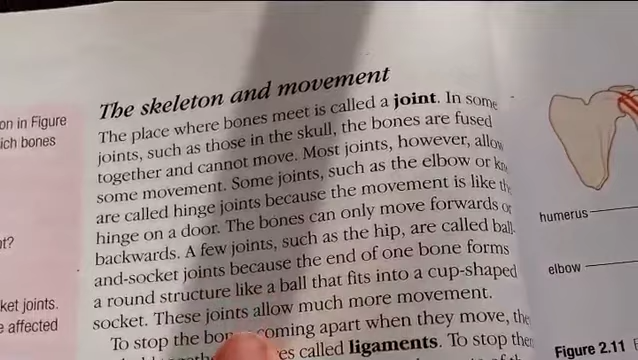 The skeleton and movement
The place where bones meet is called a joint. In some
joints, such as those in the skull, the bones are fused
together and cannot move. Most joints, however, allow
some movement. Some joints, such as the elbow or
are called hinge joints because the movement is like
hinge on a door. The bones can only move forwards or
backwards. A few joints, such as the hip, are called ball-
and-socket joints because the end of one bone forms
a round structure like a ball that fits into a cup-shaped
socket. These joints allow much more movement.
To stop the coming apart when they move, the
called ligaments. To stop
on in Figure
ich bones
ket joints.
affected
humerus
elbow
Figure 2.11